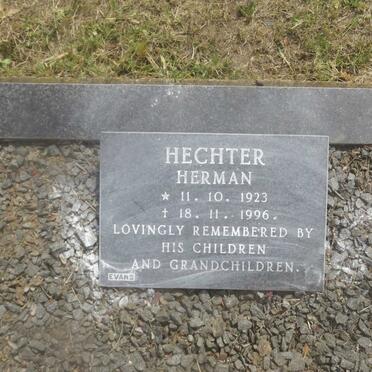 HECHTER
HERMAN
* 11. 10. 1923
† 18. 11. 1996.
LOVINGLY REMEMBERED BY
HIS CHILDREN
AND GRANDCHILDREN.
EVANS